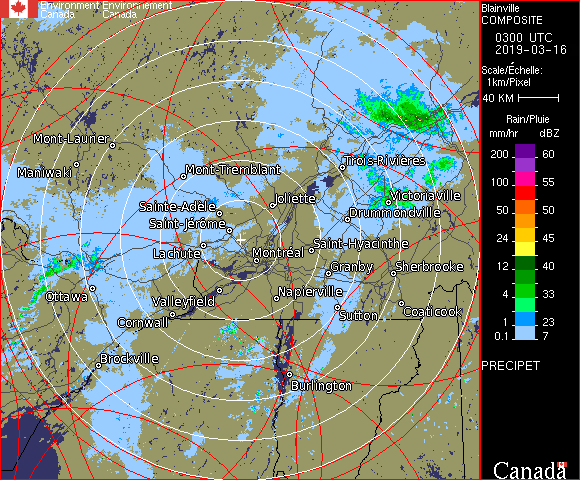 Environment Environnement
Canada Canada
Blainville
COMPOSITE
0300 UTC
2019-03-16
Scale/Échelle:
1km/Pixel
40 KM
Rain/Pluie
mm/hr dBZ
200 60
150 57
100 55
50 50
24 45
12 40
4 33
1 23
0.1 7
PRECIPET
Canada
Mont-Laurier
Maniwaki
Mont-Tremblant
Trois-Rivières
Sainte-Adèle
Joliette
Victoriaville
Drummondville
Saint-Jérôme
Saint-Hyacinthe
Lachute
Montréal
Granby
Sherbrooke
Ottawa
Valleyfield
Napierville
Cornwall
Sutton
Coaticook
Brockville
Burlington